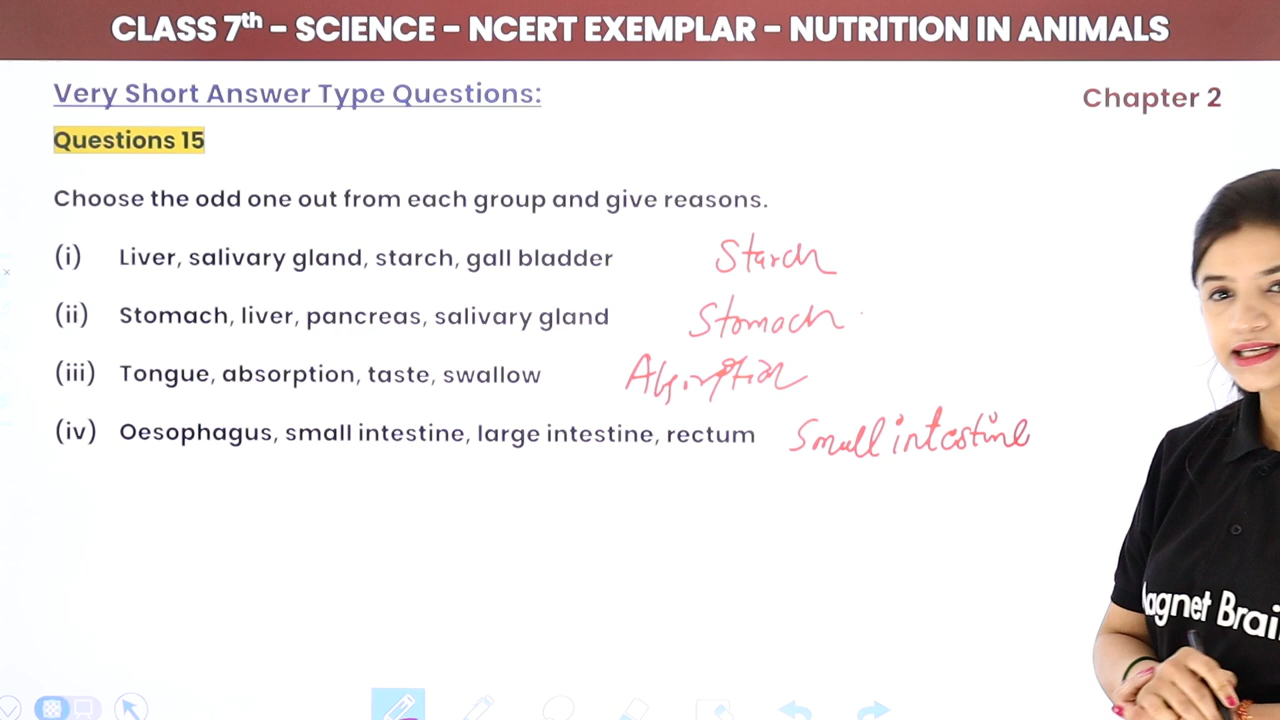 CLASS 7th – SCIENCE – NCERT EXEMPLAR – NUTRITION IN ANIMALS
Very Short Answer Type Questions:
Chapter 2
Questions 15
Choose the odd one out from each group and give reasons.
(i) Liver, salivary gland, starch, gall bladder Starch
(ii) Stomach, liver, pancreas, salivary gland Stomach
(iii) Tongue, absorption, taste, swallow Absorption
(iv) Oesophagus, small intestine, large intestine, rectum Small intestine
agnet Brai